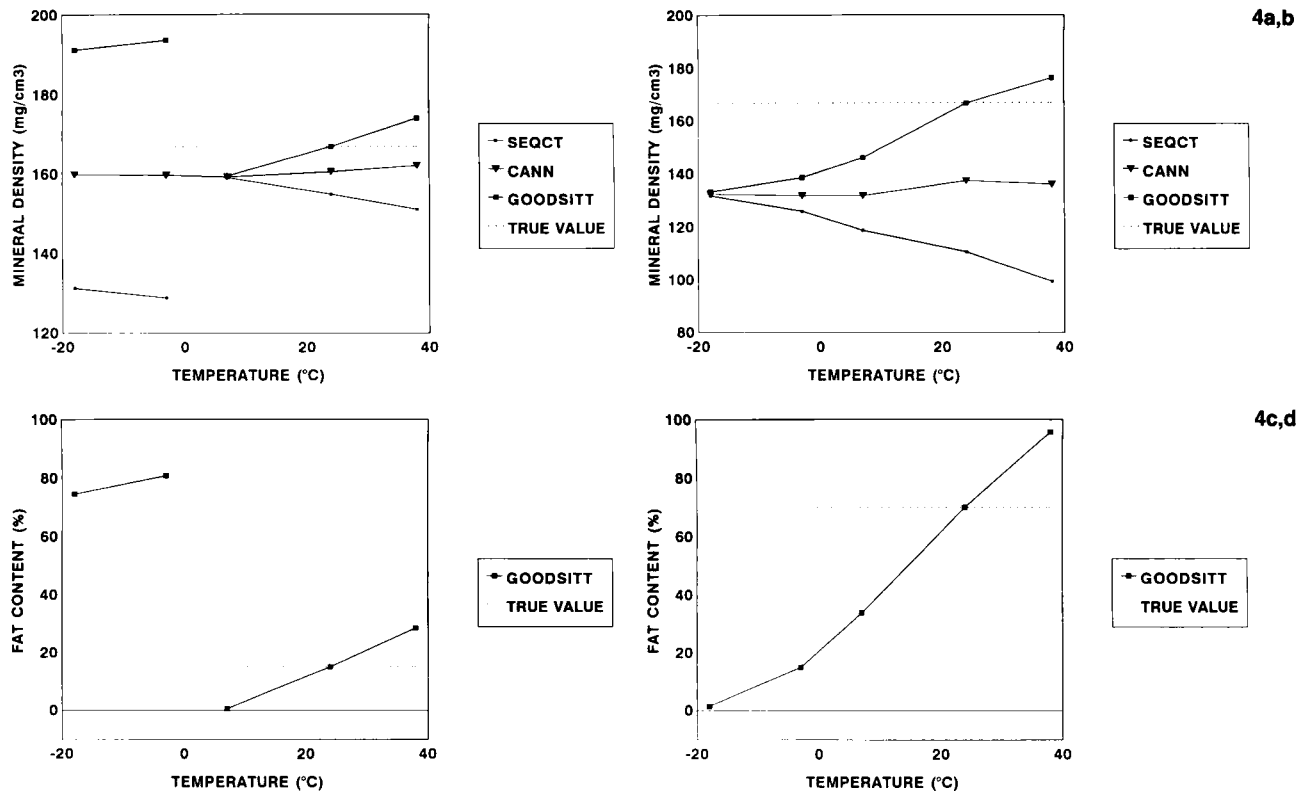 4a,b
200
180
160
140
120
-20
0
20
40
MINERAL DENSITY (mg/cm3)
TEMPERATURE (°C)
SEQCT
CANN
GOODSITT
TRUE VALUE
200
180
160
140
120
100
80
-20
0
20
40
MINERAL DENSITY (mg/cm3)
TEMPERATURE (°C)
SEQCT
CANN
GOODSITT
TRUE VALUE
4c,d
100
80
60
40
20
0
-20
0
20
40
FAT CONTENT (%)
TEMPERATURE (°C)
GOODSITT
TRUE VALUE
100
80
60
40
20
0
-20
0
20
40
FAT CONTENT (%)
TEMPERATURE (°C)
GOODSITT
TRUE VALUE